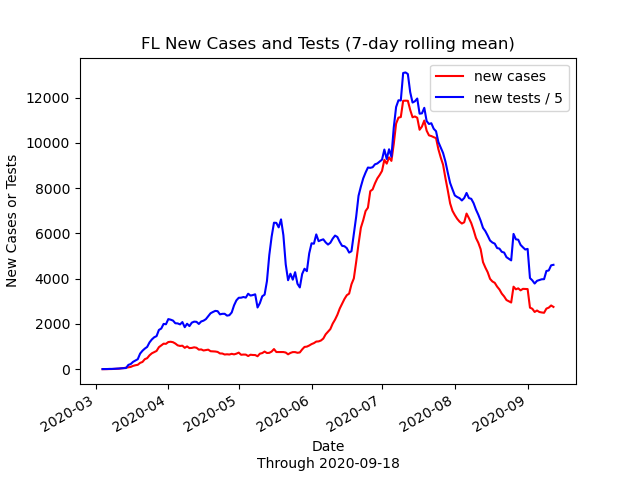 FL New Cases and Tests (7-day rolling mean)
new cases
new tests / 5
New Cases or Tests
12000
10000
8000
6000
4000
2000
0
2020-03
2020-04
2020-05
2020-06
2020-07
2020-08
2020-09
Date
Through 2020-09-18